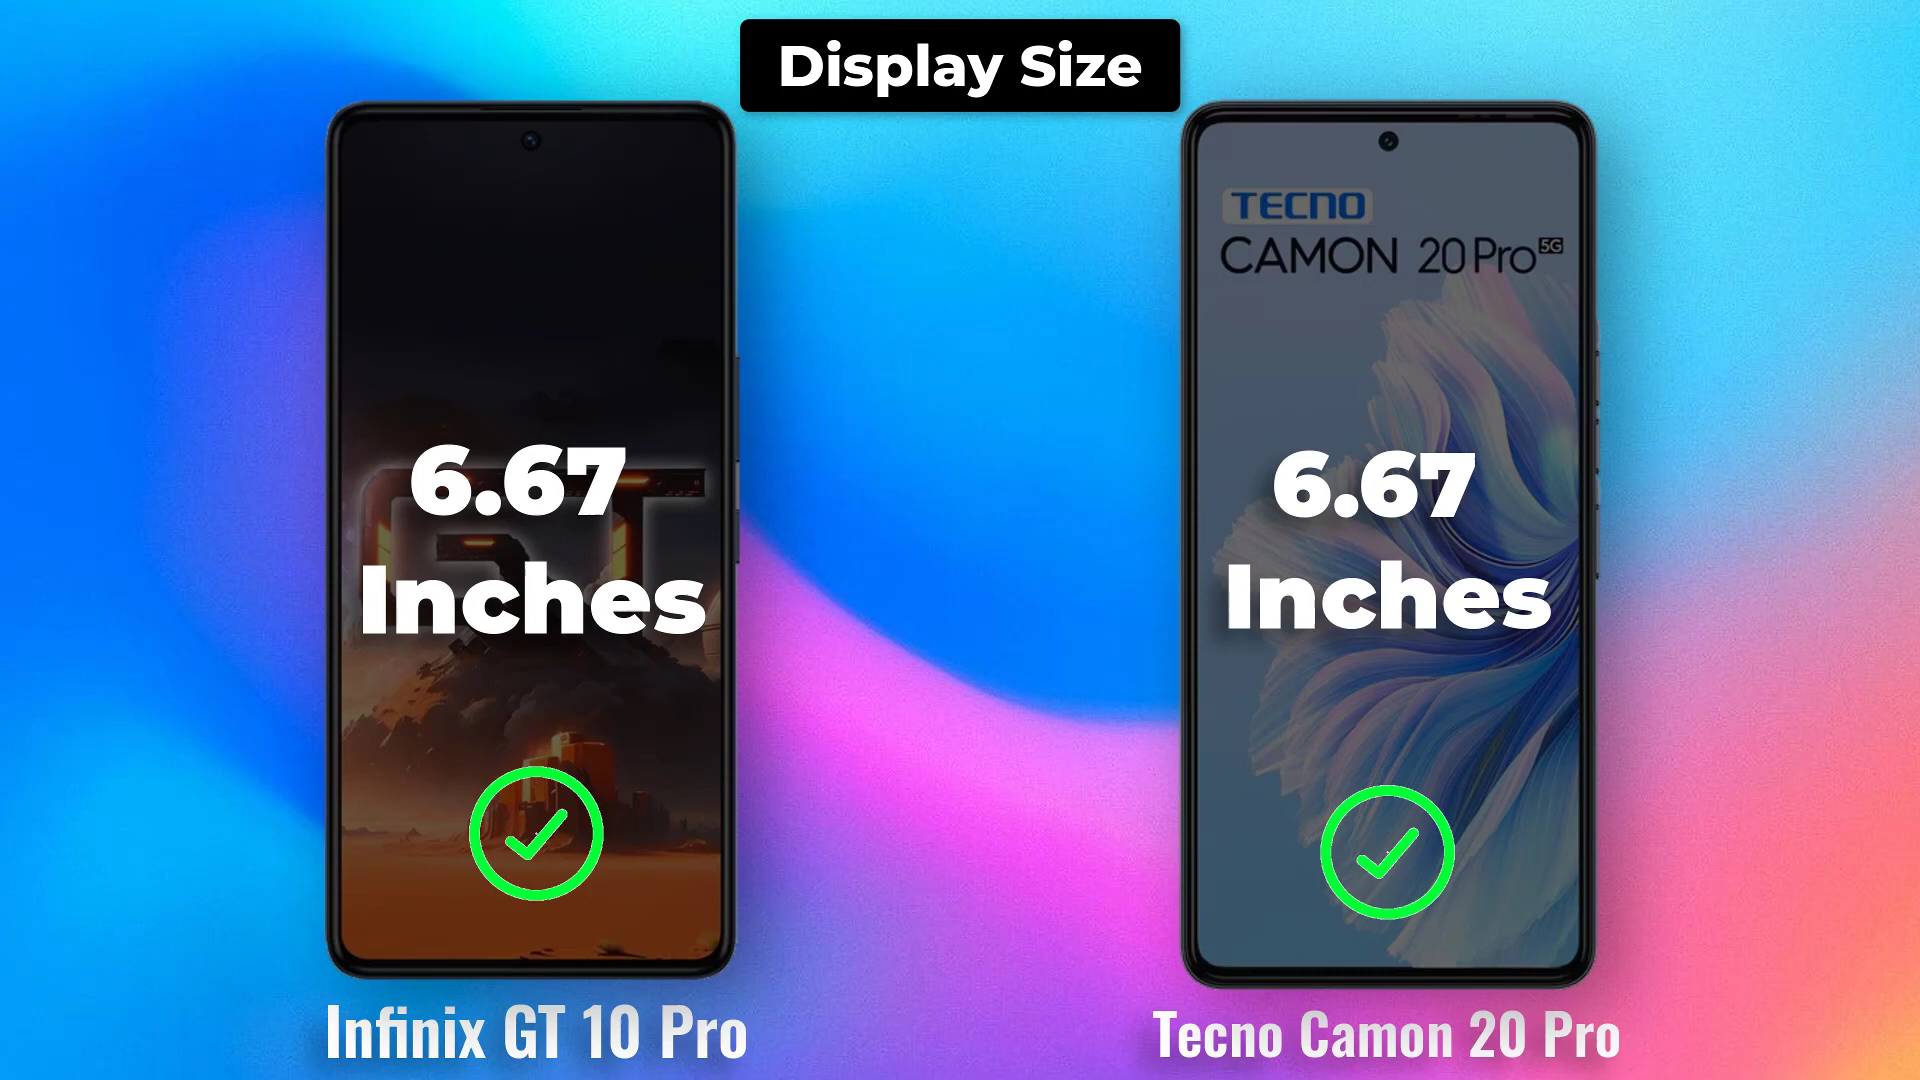 Display Size
TECNO
CAMON 20 Pro 5G
GT
6.67
Inches
6.67
Inches
Infinix GT 10 Pro
Tecno Camon 20 Pro